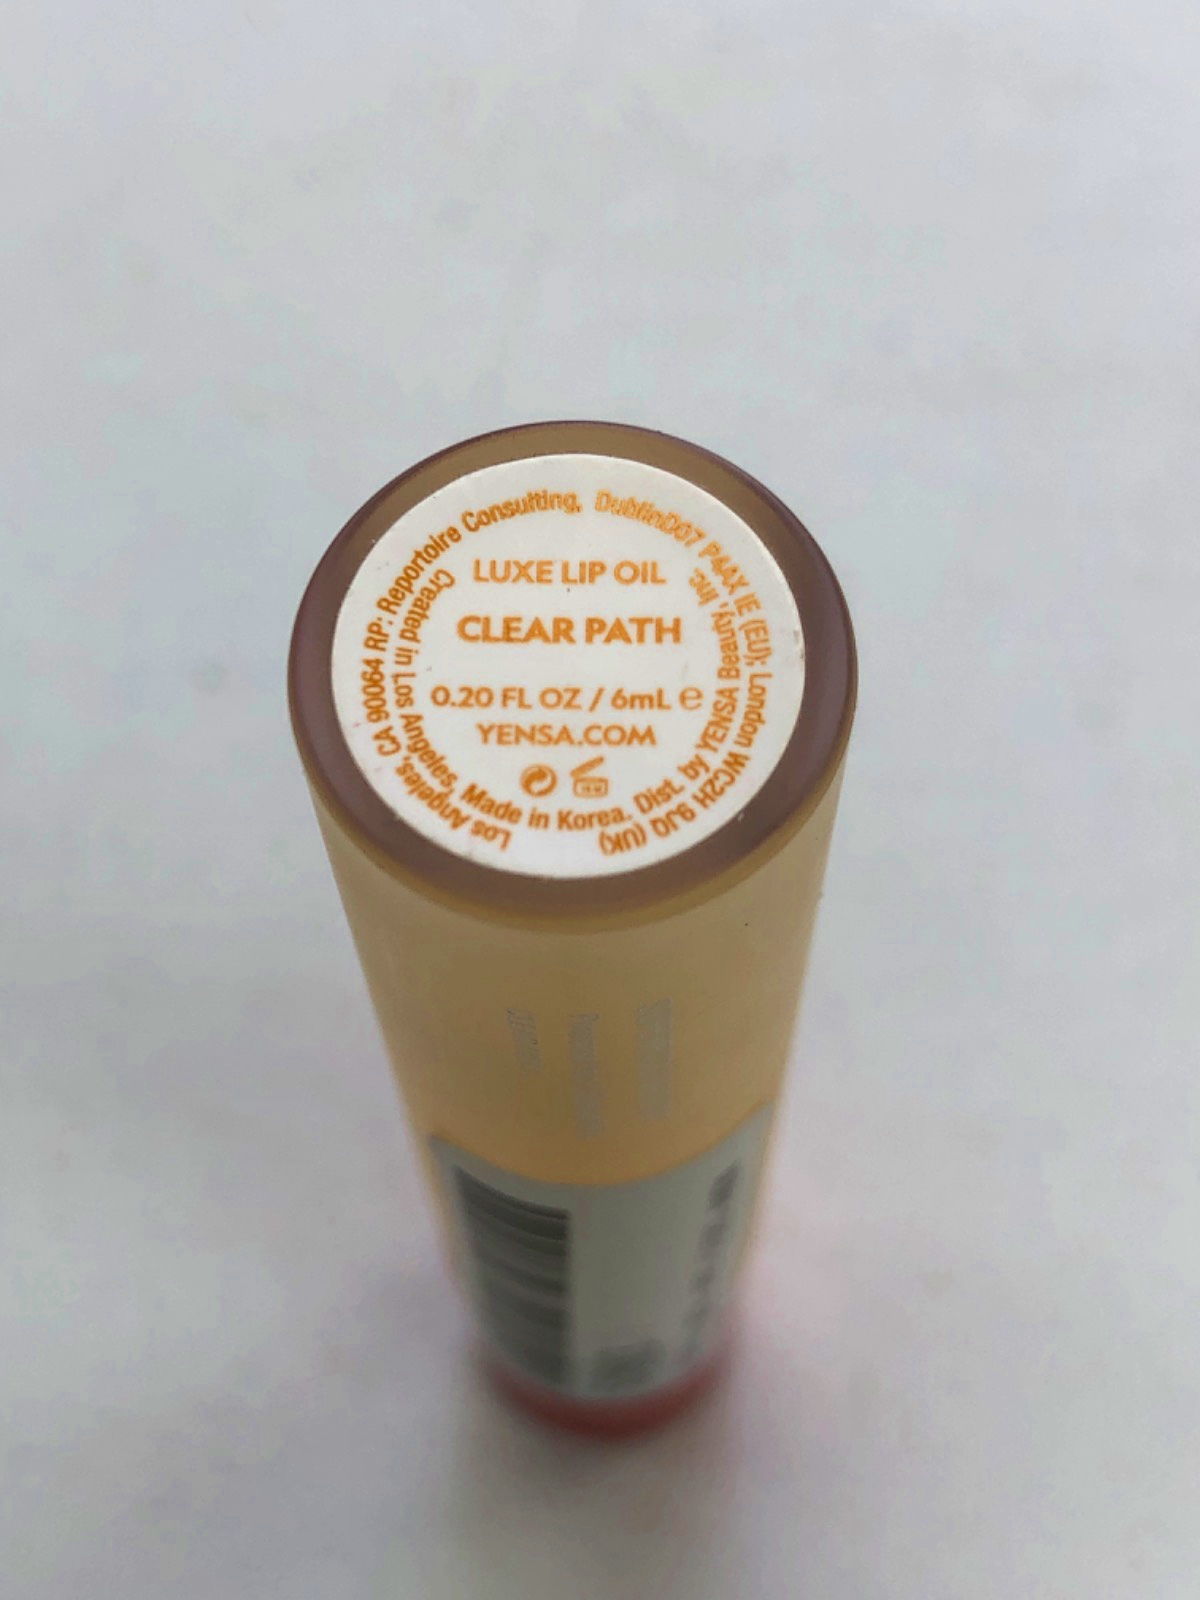 LUXE LIP OIL
CLEAR PATH
0.20 FL OZ / 6mL ℮
YENSA.COM
Created in Los Angeles, Made in Korea. Dist. by YENSA Beauty, Inc.
Los Angeles, CA 90064 RP: Reportoire Consulting, DublinD07 P4AX IE (EU); London WC2H 9JQ (UK)